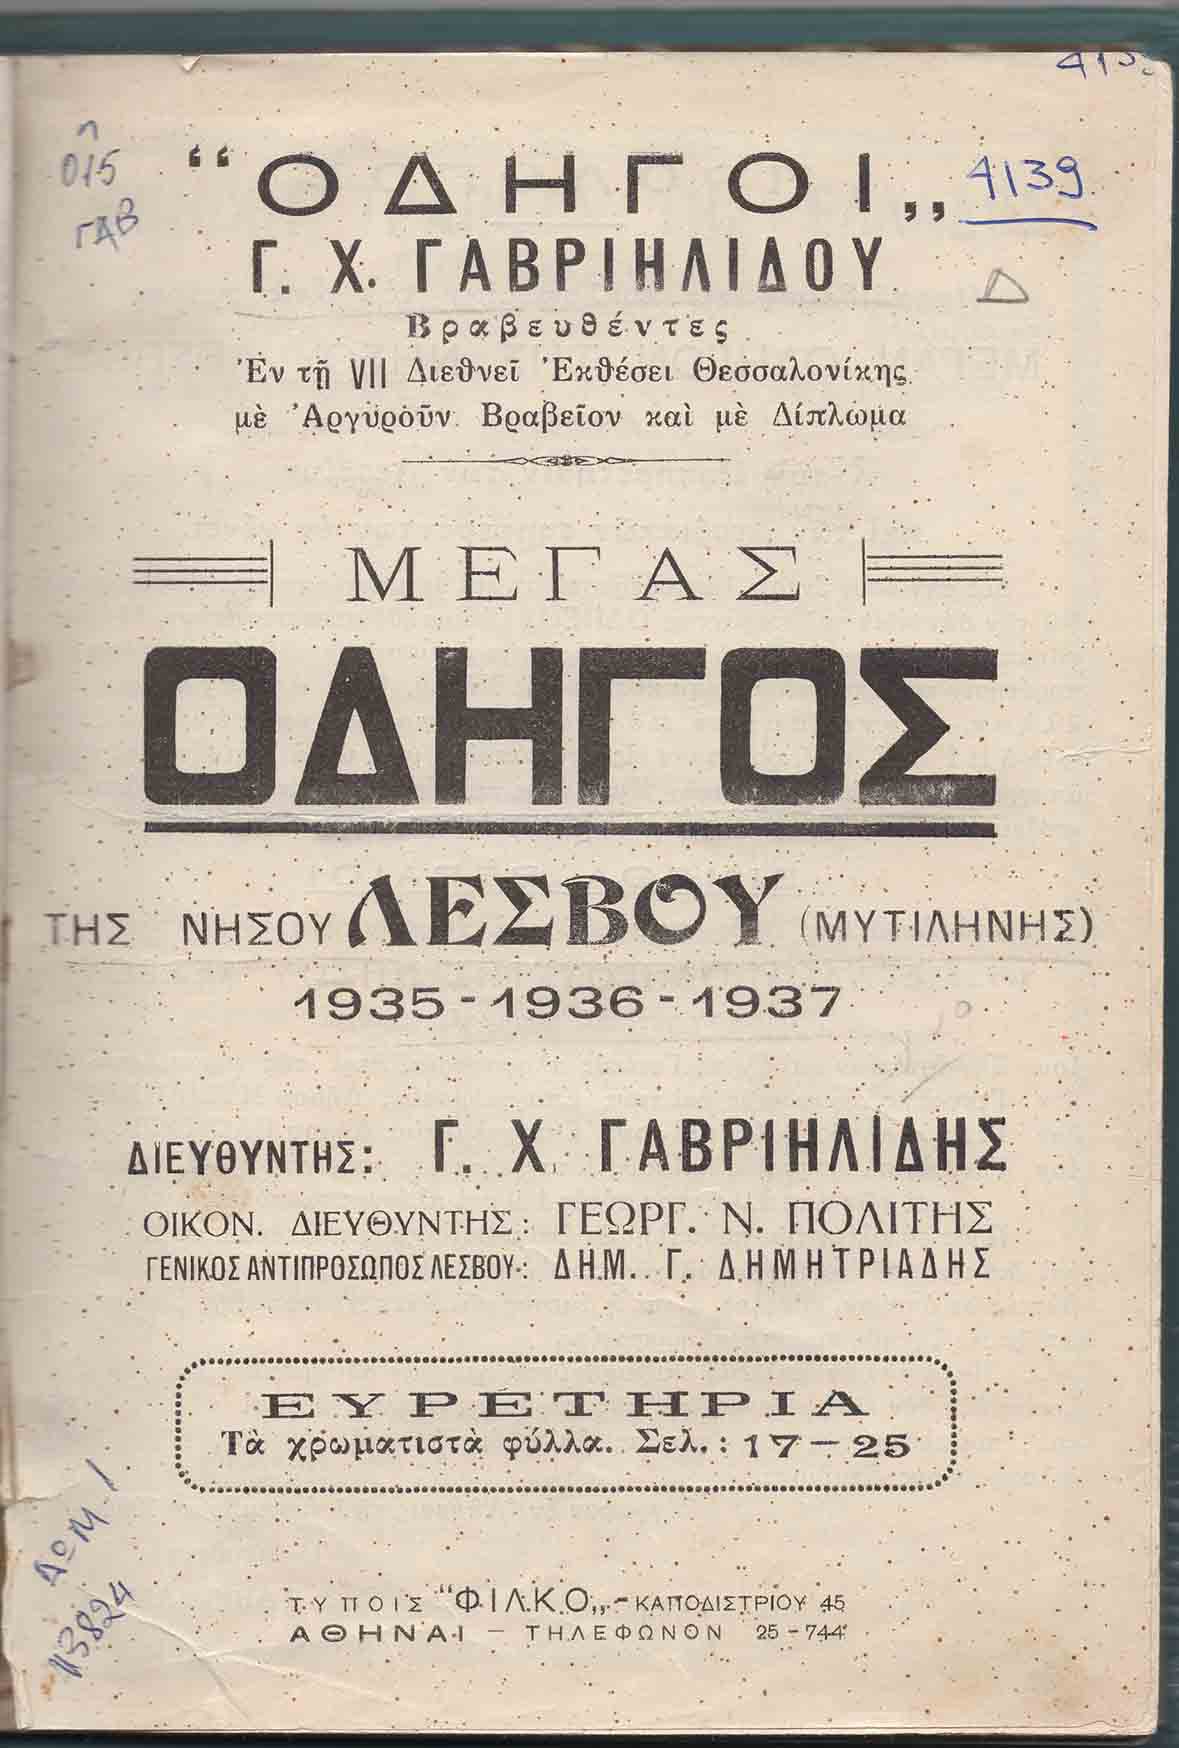 015
ΓΑΒ
"ΟΔΗΓΟΙ„
4139
Δ
Γ. Χ. ΓΑΒΡΙΗΛΙΔΟΥ
Βραβευθέντες
Ἐν τῇ VII Διεθνεῖ Ἐκθέσει Θεσσαλονίκης
μὲ Ἀργυροῦν Βραβεῖον καὶ μὲ Δίπλωμα
ΜΕΓΑΣ
ΟΔΗΓΟΣ
ΤΗΣ ΝΗΣΟΥ ΛΕΣΒΟΥ (ΜΥΤΙΛΗΝΗΣ)
1935 - 1936 - 1937
ΔΙΕΥΘΥΝΤΗΣ: Γ. Χ. ΓΑΒΡΙΗΛΙΔΗΣ
ΟΙΚΟΝ. ΔΙΕΥΘΥΝΤΗΣ: ΓΕΩΡΓ. Ν. ΠΟΛΙΤΗΣ
ΓΕΝΙΚΟΣ ΑΝΤΙΠΡΟΣΩΠΟΣ ΛΕΣΒΟΥ: ΔΗΜ. Γ. ΔΗΜΗΤΡΙΑΔΗΣ
ΕΥΡΕΤΗΡΙΑ
Τὰ χρωματιστὰ φύλλα. Σελ. : 17 – 25
ΤΥΠΟΙΣ "ΦΙΛΚΟ„ - ΚΑΠΟΔΙΣΤΡΙΟΥ 45
ΑΘΗΝΑΙ – ΤΗΛΕΦΩΝΟΝ 25 - 744
113824